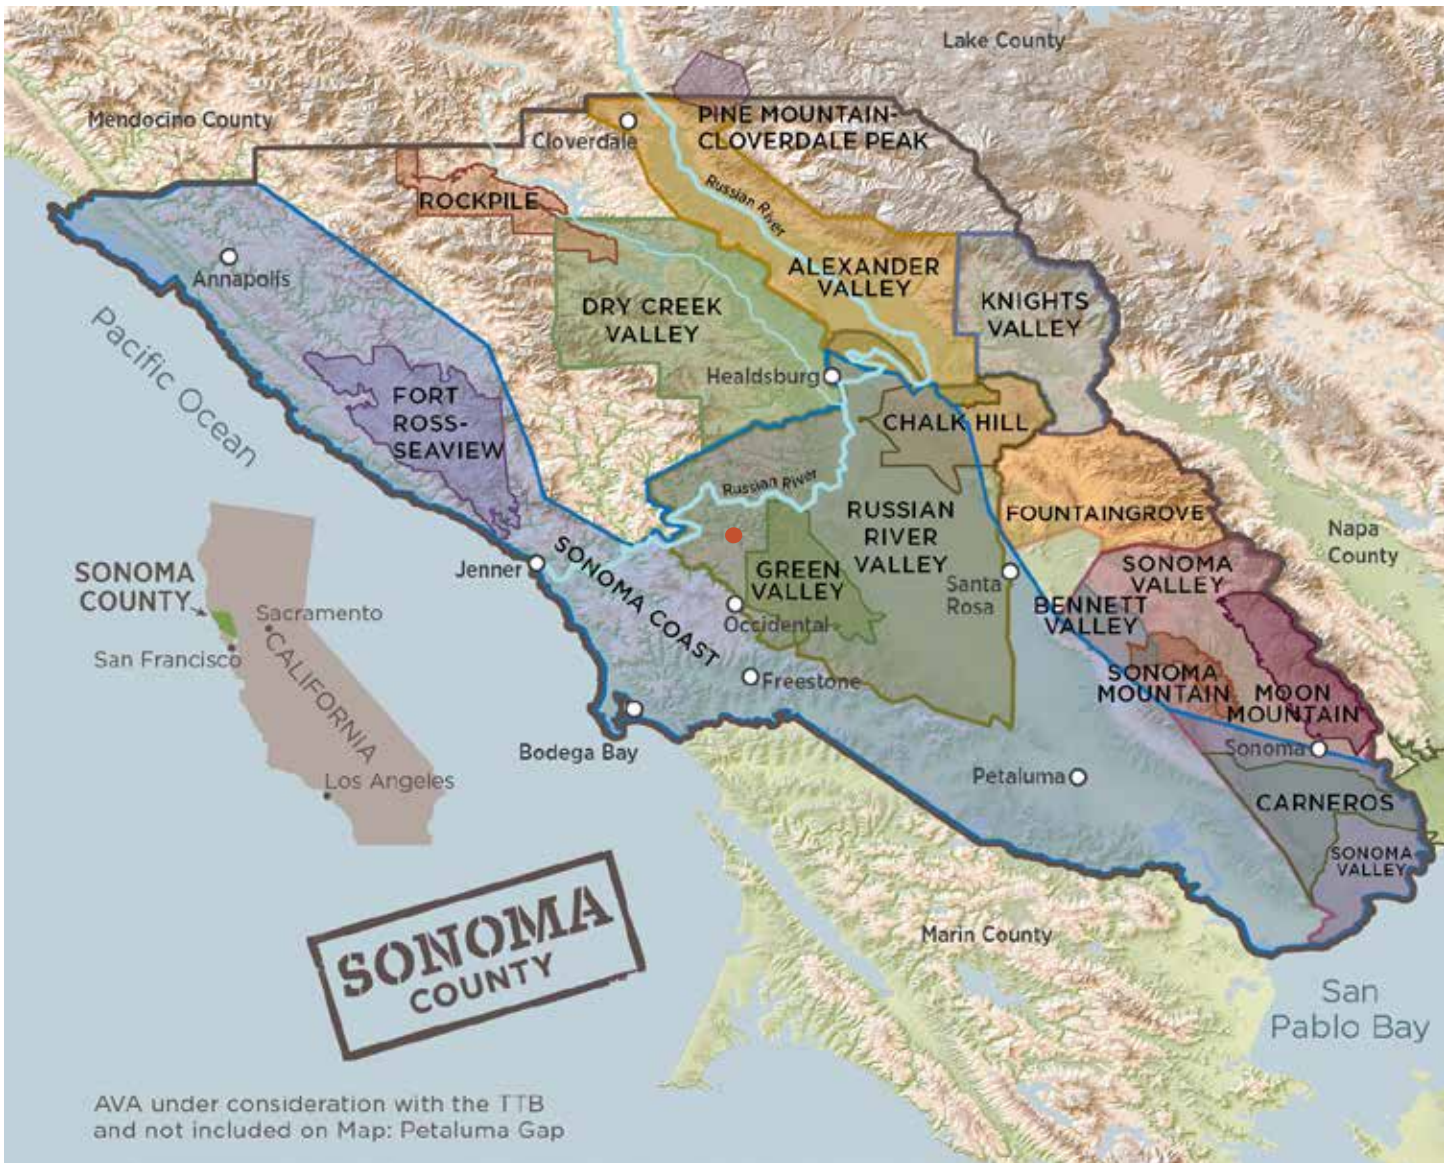 Lake County
Mendocino County
PINE MOUNTAIN-
CLOVERDALE PEAK
Cloverdale
ROCKPILE
Russian River
Annapolis
ALEXANDER
VALLEY
KNIGHTS
VALLEY
DRY CREEK
VALLEY
Pacific Ocean
Healdsburg
FORT
ROSS-
SEAVIEW
CHALK HILL
Russian River
RUSSIAN
RIVER
VALLEY
FOUNTAINGROVE
Napa
County
SONOMA COAST
Jenner
GREEN
VALLEY
Santa
Rosa
SONOMA
VALLEY
BENNETT
VALLEY
SONOMA
COUNTY
Sacramento
San Francisco
CALIFORNIA
Los Angeles
Occidental
Freestone
SONOMA
MOUNTAIN
MOON
MOUNTAIN
Bodega Bay
Sonoma
Petaluma
CARNEROS
SONOMA
VALLEY
SONOMA
COUNTY
Marin County
San
Pablo Bay
AVA under consideration with the TTB
and not included on Map: Petaluma Gap